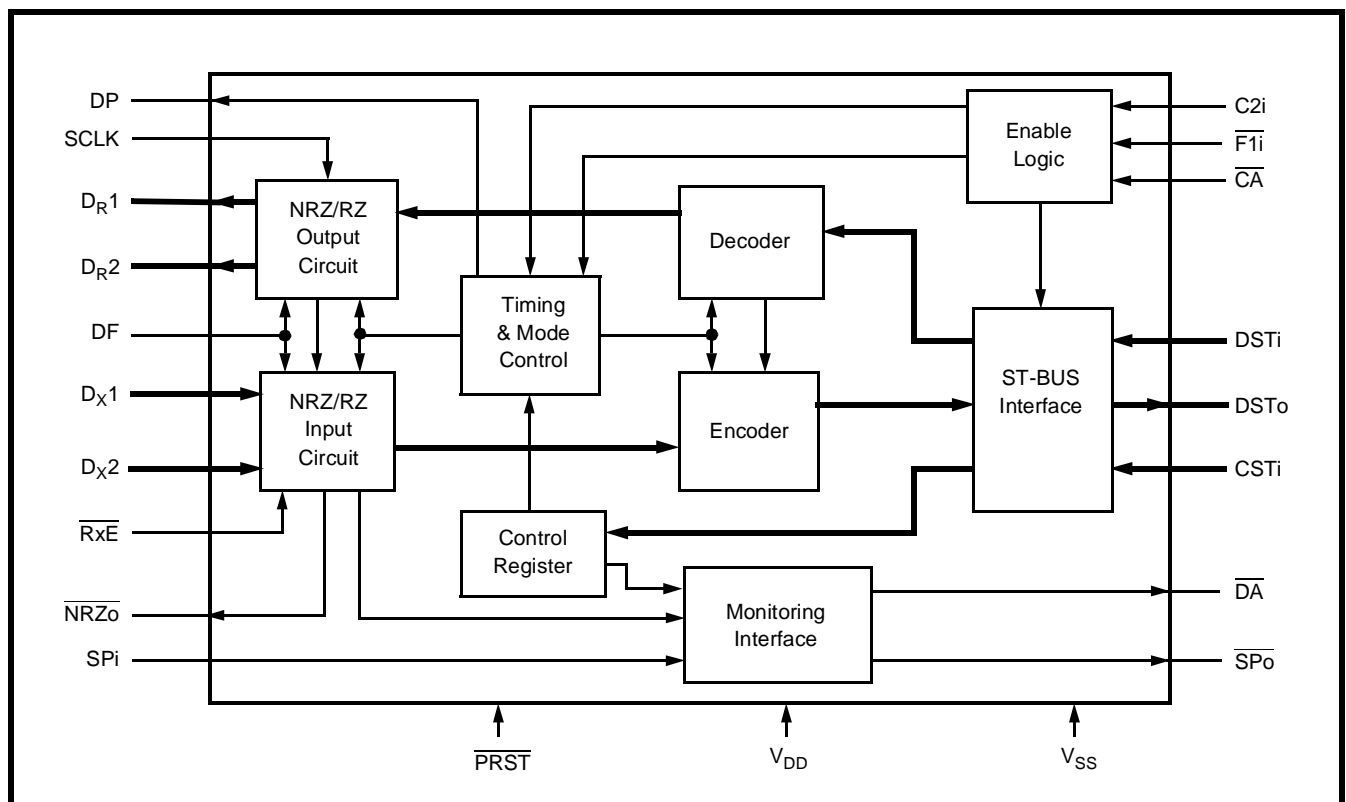 DP
SCLK
DR1
DR2
DF
DX1
DX2
RxE
NRZo
SPi
NRZ/RZ
Output
Circuit
NRZ/RZ
Input
Circuit
Timing
& Mode
Control
Control
Register
Decoder
Encoder
Monitoring
Interface
Enable
Logic
ST-BUS
Interface
C2i
F1i
CA
DSTi
DSTo
CSTi
DA
SPo
PRST
VDD
VSS